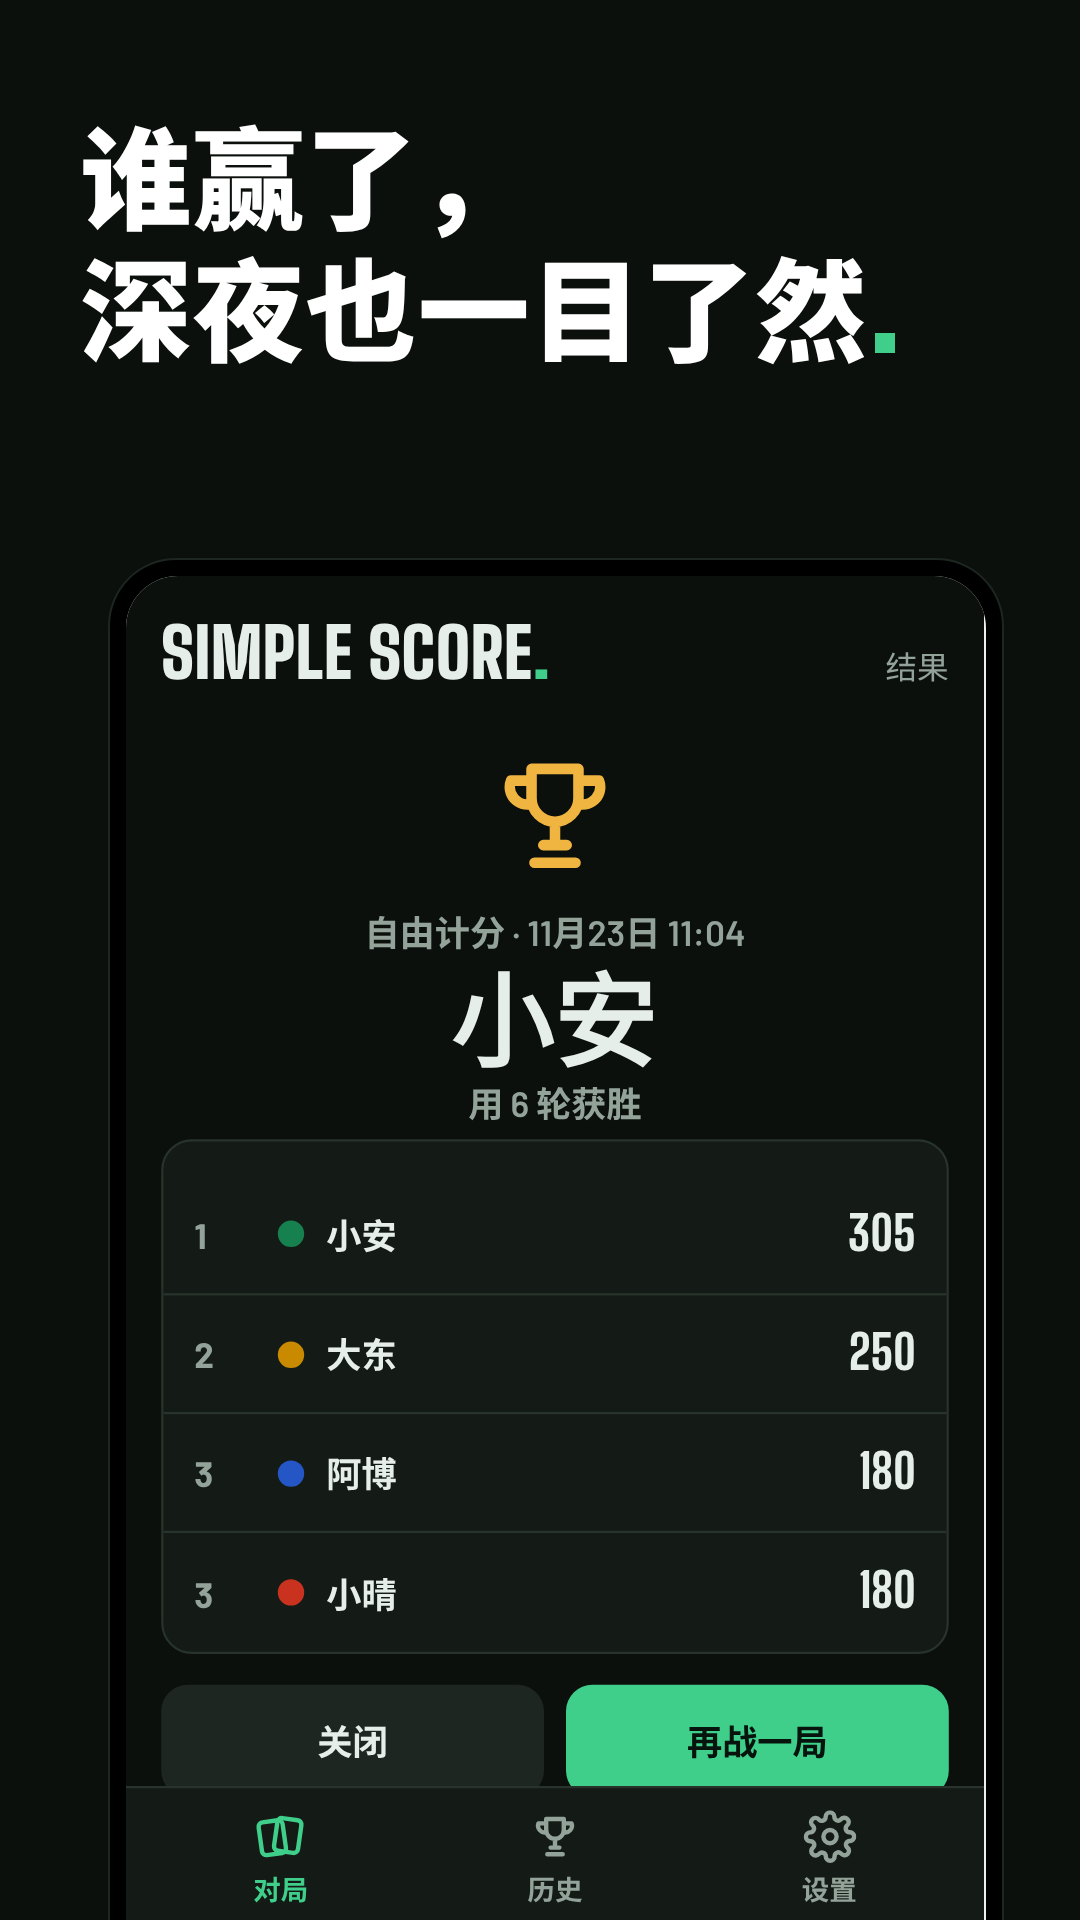 谁赢了，
深夜也一目了然.
SIMPLE SCORE.
结果
自由计分 · 11月23日 11:04
小安
用 6 轮获胜
1 小安 305
2 大东 250
3 阿博 180
3 小晴 180
关闭 再战一局
对局 历史 设置